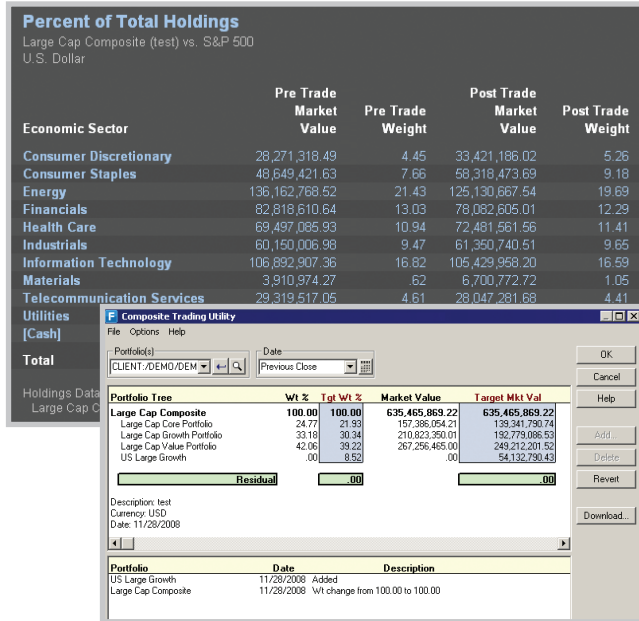 Percent of Total Holdings
Large Cap Composite (test) vs. S&P 500
U.S. Dollar
Economic Sector Pre Trade Market Value Pre Trade Weight Post Trade Market Value Post Trade Weight
Consumer Discretionary 28,271,318.49 4.45 33,421,186.02 5.26
Consumer Staples 48,649,421.63 7.66 58,318,473.69 9.18
Energy 136,162,768.52 21.43 125,130,667.54 19.69
Financials 82,818,610.64 13.03 78,082,605.01 12.29
Health Care 69,497,085.93 10.94 72,481,561.56 11.41
Industrials 60,150,006.98 9.47 61,350,740.51 9.65
Information Technology 106,892,907.36 16.82 105,429,958.20 16.59
Materials 3,910,974.27 .62 6,700,772.72 1.05
Telecommunication Services 29,319,517.05 4.61 28,047,281.68 4.41
Utilities
[Cash]
Total
Holdings Data
Large Cap C
F Composite Trading Utility
File Options Help
Portfolio(s) Date
CLIENT:/DEMO/DEM Previous Close
OK
Cancel
Help
Add...
Delete
Revert
Download...
Portfolio Tree Wt % Tgt Wt % Market Value Target Mkt Val
Large Cap Composite 100.00 100.00 635,465,869.22 635,465,869.22
Large Cap Core Portfolio 24.77 21.93 157,386,054.21 139,341,790.74
Large Cap Growth Portfolio 33.18 30.34 210,823,350.01 192,779,086.53
Large Cap Value Portfolio 42.06 39.22 267,256,465.00 249,212,201.52
US Large Growth .00 8.52 .00 54,132,790.43
Residual .00 .00
Description: test
Currency: USD
Date: 11/28/2008
Portfolio Date Description
US Large Growth 11/28/2008 Added
Large Cap Composite 11/28/2008 Wt change from 100.00 to 100.00